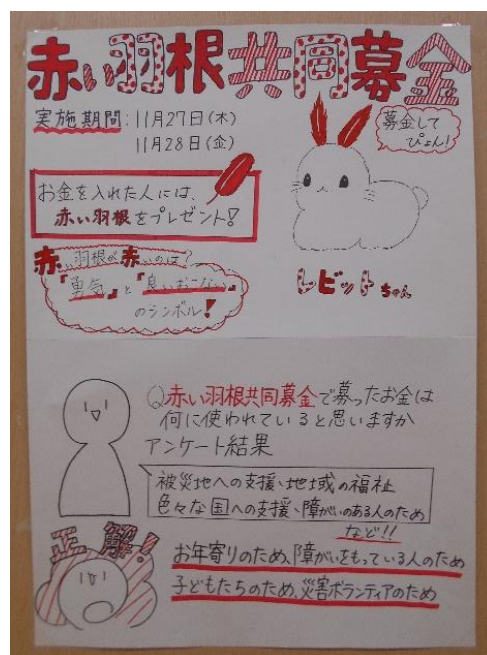 赤い羽根共同募金
実施期間:11月27日(木)
11月28日(金)
募金して
ぴょん!
お金を入れた人には、
赤い羽根をプレゼント!
赤い羽根が赤いのは?
「勇気」と「良いおこない」
のシンボル!
レビットちゃん
Q赤い羽根共同募金で募ったお金は
何に使われていると思いますか
アンケート結果
被災地への支援、地域の福祉
色々な国への支援、障がいのある人のため
など!!
正解!
お年寄りのため、障がいをもっている人のため
子どもたちのため、災害ボランティアのため